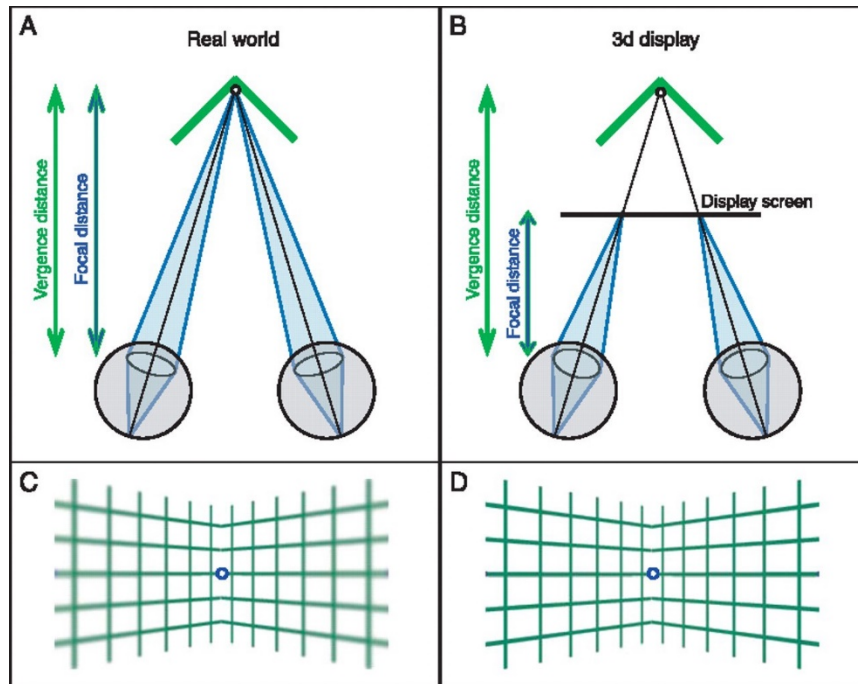 A
Real world
Vergence distance
Focal distance
B
3d display
Vergence distance
Focal distance
Display screen
C
D